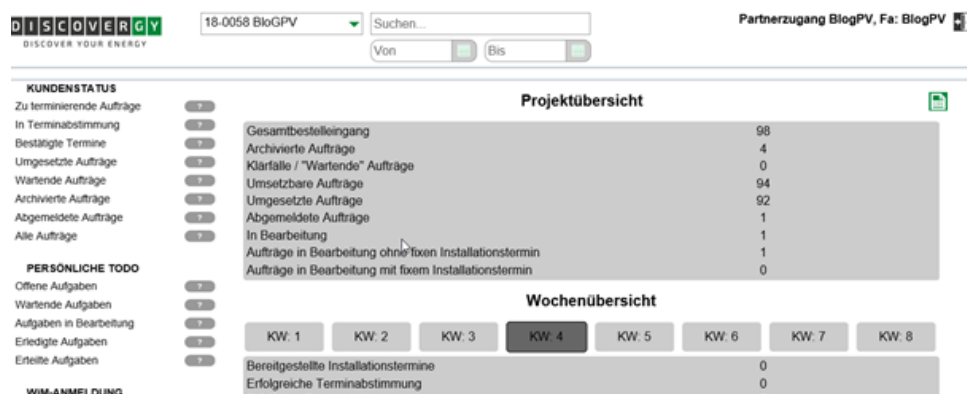 DISCOVERGY
DISCOVER YOUR ENERGY
18-0058 BloGPV
Suchen...
Von
Bis
Partnerzugang BlogPV, Fa: BlogPV
KUNDENSTATUS
Zu terminierende Aufträge ?
In Terminabstimmung ?
Bestätigte Termine ?
Umgesetzte Aufträge ?
Wartende Aufträge ?
Archivierte Aufträge ?
Abgemeldete Aufträge ?
Alle Aufträge ?
PERSÖNLICHE TODO
Offene Aufgaben ?
Wartende Aufgaben ?
Aufgaben in Bearbeitung ?
Erledigte Aufgaben ?
Erteilte Aufgaben ?
WiM-ANMELDUNG
Projektübersicht
Gesamtbestelleingang 98
Archivierte Aufträge 4
Klärfälle / "Wartende" Aufträge 0
Umsetzbare Aufträge 94
Umgesetzte Aufträge 92
Abgemeldete Aufträge 1
In Bearbeitung 1
Aufträge in Bearbeitung ohne fixen Installationstermin 1
Aufträge in Bearbeitung mit fixem Installationstermin 0
Wochenübersicht
KW: 1 KW: 2 KW: 3 KW: 4 KW: 5 KW: 6 KW: 7 KW: 8
Bereitgestellte Installationstermine 0
Erfolgreiche Terminabstimmung 0